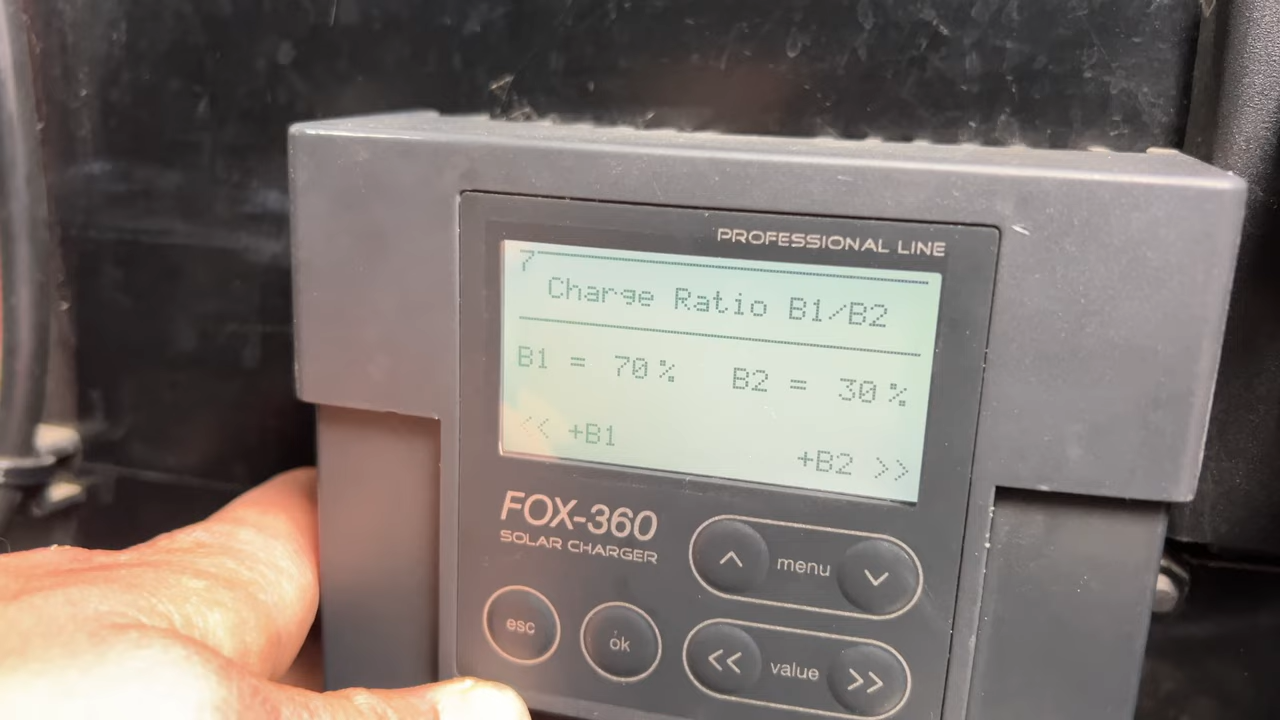 PROFESSIONAL LINE
7
Charge Ratio B1/B2
B1 = 70% B2 = 30%
<< +B1
+B2 >>
FOX-360
SOLAR CHARGER
menu
esc
ok
<< value >>